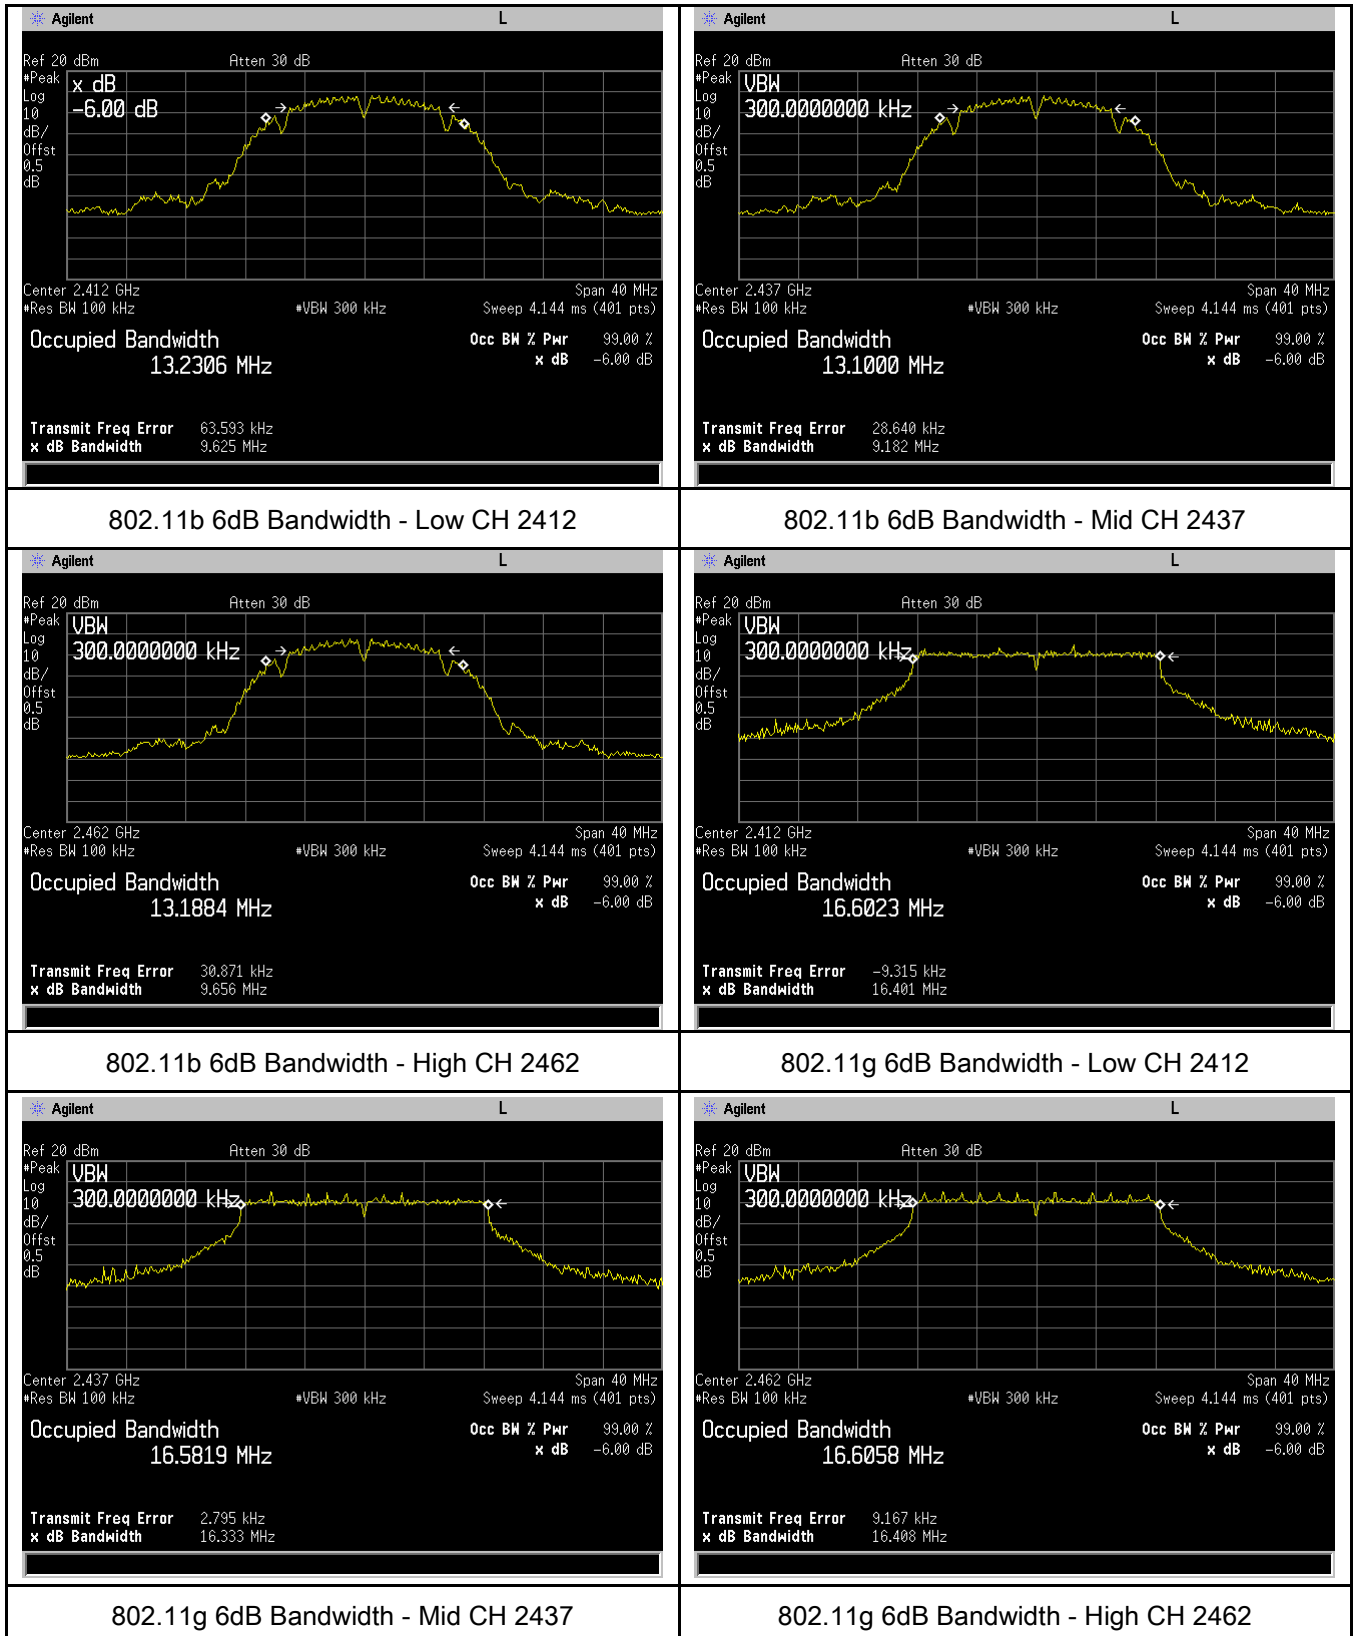 Agilent L
Ref 20 dBm Atten 30 dB
#Peak
Log
10
dB/
Offst
0.5
dB
x dB
-6.00 dB
Center 2.412 GHz Span 40 MHz
#Res BW 100 kHz #VBW 300 kHz Sweep 4.144 ms (401 pts)
Occupied Bandwidth Occ BW % Pwr 99.00 %
13.2306 MHz x dB -6.00 dB
Transmit Freq Error 63.593 kHz
x dB Bandwidth 9.625 MHz
802.11b 6dB Bandwidth - Low CH 2412
Agilent L
Ref 20 dBm Atten 30 dB
#Peak
Log
10
dB/
Offst
0.5
dB
VBW
300.0000000 kHz
Center 2.437 GHz Span 40 MHz
#Res BW 100 kHz #VBW 300 kHz Sweep 4.144 ms (401 pts)
Occupied Bandwidth Occ BW % Pwr 99.00 %
13.1000 MHz x dB -6.00 dB
Transmit Freq Error 28.640 kHz
x dB Bandwidth 9.182 MHz
802.11b 6dB Bandwidth - Mid CH 2437
Agilent L
Ref 20 dBm Atten 30 dB
#Peak
Log
10
dB/
Offst
0.5
dB
VBW
300.0000000 kHz
Center 2.462 GHz Span 40 MHz
#Res BW 100 kHz #VBW 300 kHz Sweep 4.144 ms (401 pts)
Occupied Bandwidth Occ BW % Pwr 99.00 %
13.1884 MHz x dB -6.00 dB
Transmit Freq Error 30.871 kHz
x dB Bandwidth 9.656 MHz
802.11b 6dB Bandwidth - High CH 2462
Agilent L
Ref 20 dBm Atten 30 dB
#Peak
Log
10
dB/
Offst
0.5
dB
VBW
300.0000000 kHz
Center 2.412 GHz Span 40 MHz
#Res BW 100 kHz #VBW 300 kHz Sweep 4.144 ms (401 pts)
Occupied Bandwidth Occ BW % Pwr 99.00 %
16.6023 MHz x dB -6.00 dB
Transmit Freq Error -9.315 kHz
x dB Bandwidth 16.401 MHz
802.11g 6dB Bandwidth - Low CH 2412
Agilent L
Ref 20 dBm Atten 30 dB
#Peak
Log
10
dB/
Offst
0.5
dB
VBW
300.0000000 kHz
Center 2.437 GHz Span 40 MHz
#Res BW 100 kHz #VBW 300 kHz Sweep 4.144 ms (401 pts)
Occupied Bandwidth Occ BW % Pwr 99.00 %
16.5819 MHz x dB -6.00 dB
Transmit Freq Error 2.795 kHz
x dB Bandwidth 16.333 MHz
802.11g 6dB Bandwidth - Mid CH 2437
Agilent L
Ref 20 dBm Atten 30 dB
#Peak
Log
10
dB/
Offst
0.5
dB
VBW
300.0000000 kHz
Center 2.462 GHz Span 40 MHz
#Res BW 100 kHz #VBW 300 kHz Sweep 4.144 ms (401 pts)
Occupied Bandwidth Occ BW % Pwr 99.00 %
16.6058 MHz x dB -6.00 dB
Transmit Freq Error 9.167 kHz
x dB Bandwidth 16.408 MHz
802.11g 6dB Bandwidth - High CH 2462